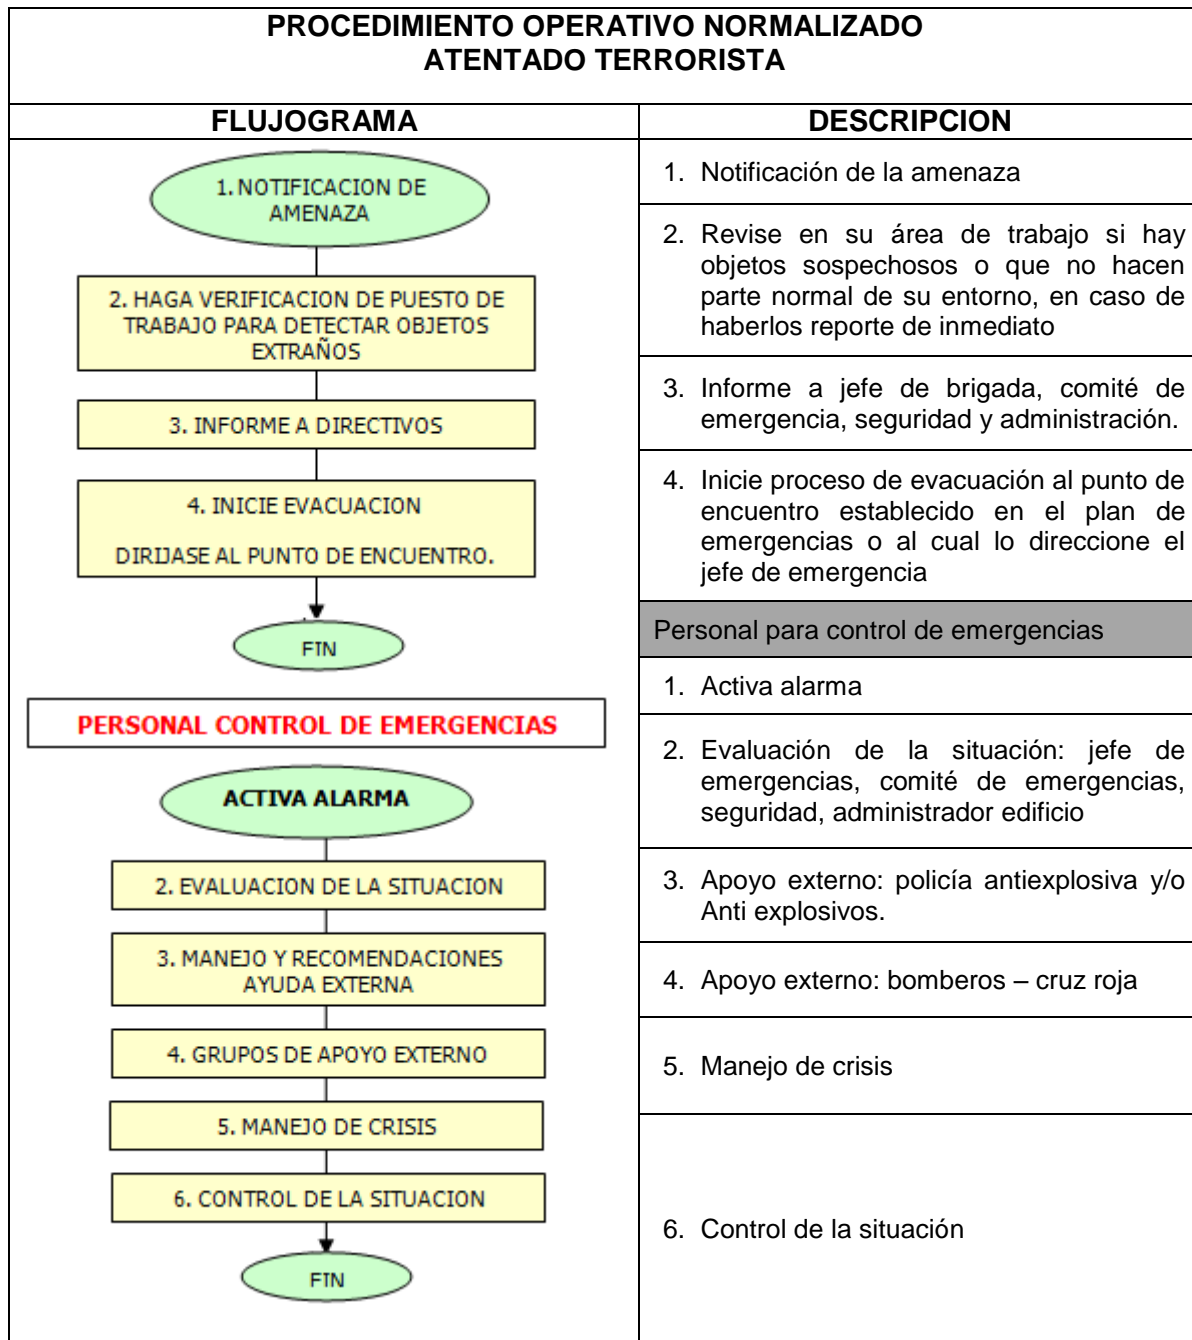 PROCEDIMIENTO OPERATIVO NORMALIZADO
ATENTADO TERRORISTA
FLUJOGRAMA
1. NOTIFICACION DE
AMENAZA
2. HAGA VERIFICACION DE PUESTO DE
TRABAJO PARA DETECTAR OBJETOS
EXTRAÑOS
3. INFORME A DIRECTIVOS
4. INICIE EVACUACION
DIRIJASE AL PUNTO DE ENCUENTRO.
FIN
PERSONAL CONTROL DE EMERGENCIAS
ACTIVA ALARMA
2. EVALUACION DE LA SITUACION
3. MANEJO Y RECOMENDACIONES
AYUDA EXTERNA
4. GRUPOS DE APOYO EXTERNO
5. MANEJO DE CRISIS
6. CONTROL DE LA SITUACION
FIN
DESCRIPCION
1. Notificación de la amenaza
2. Revise en su área de trabajo si hay
objetos sospechosos o que no hacen
parte normal de su entorno, en caso de
haberlos reporte de inmediato
3. Informe a jefe de brigada, comité de
emergencia, seguridad y administración.
4. Inicie proceso de evacuación al punto de
encuentro establecido en el plan de
emergencias o al cual lo direccione el
jefe de emergencia
Personal para control de emergencias
1. Activa alarma
2. Evaluación de la situación: jefe de
emergencias, comité de emergencias,
seguridad, administrador edificio
3. Apoyo externo: policía antiexplosiva y/o
Anti explosivos.
4. Apoyo externo: bomberos – cruz roja
5. Manejo de crisis
6. Control de la situación